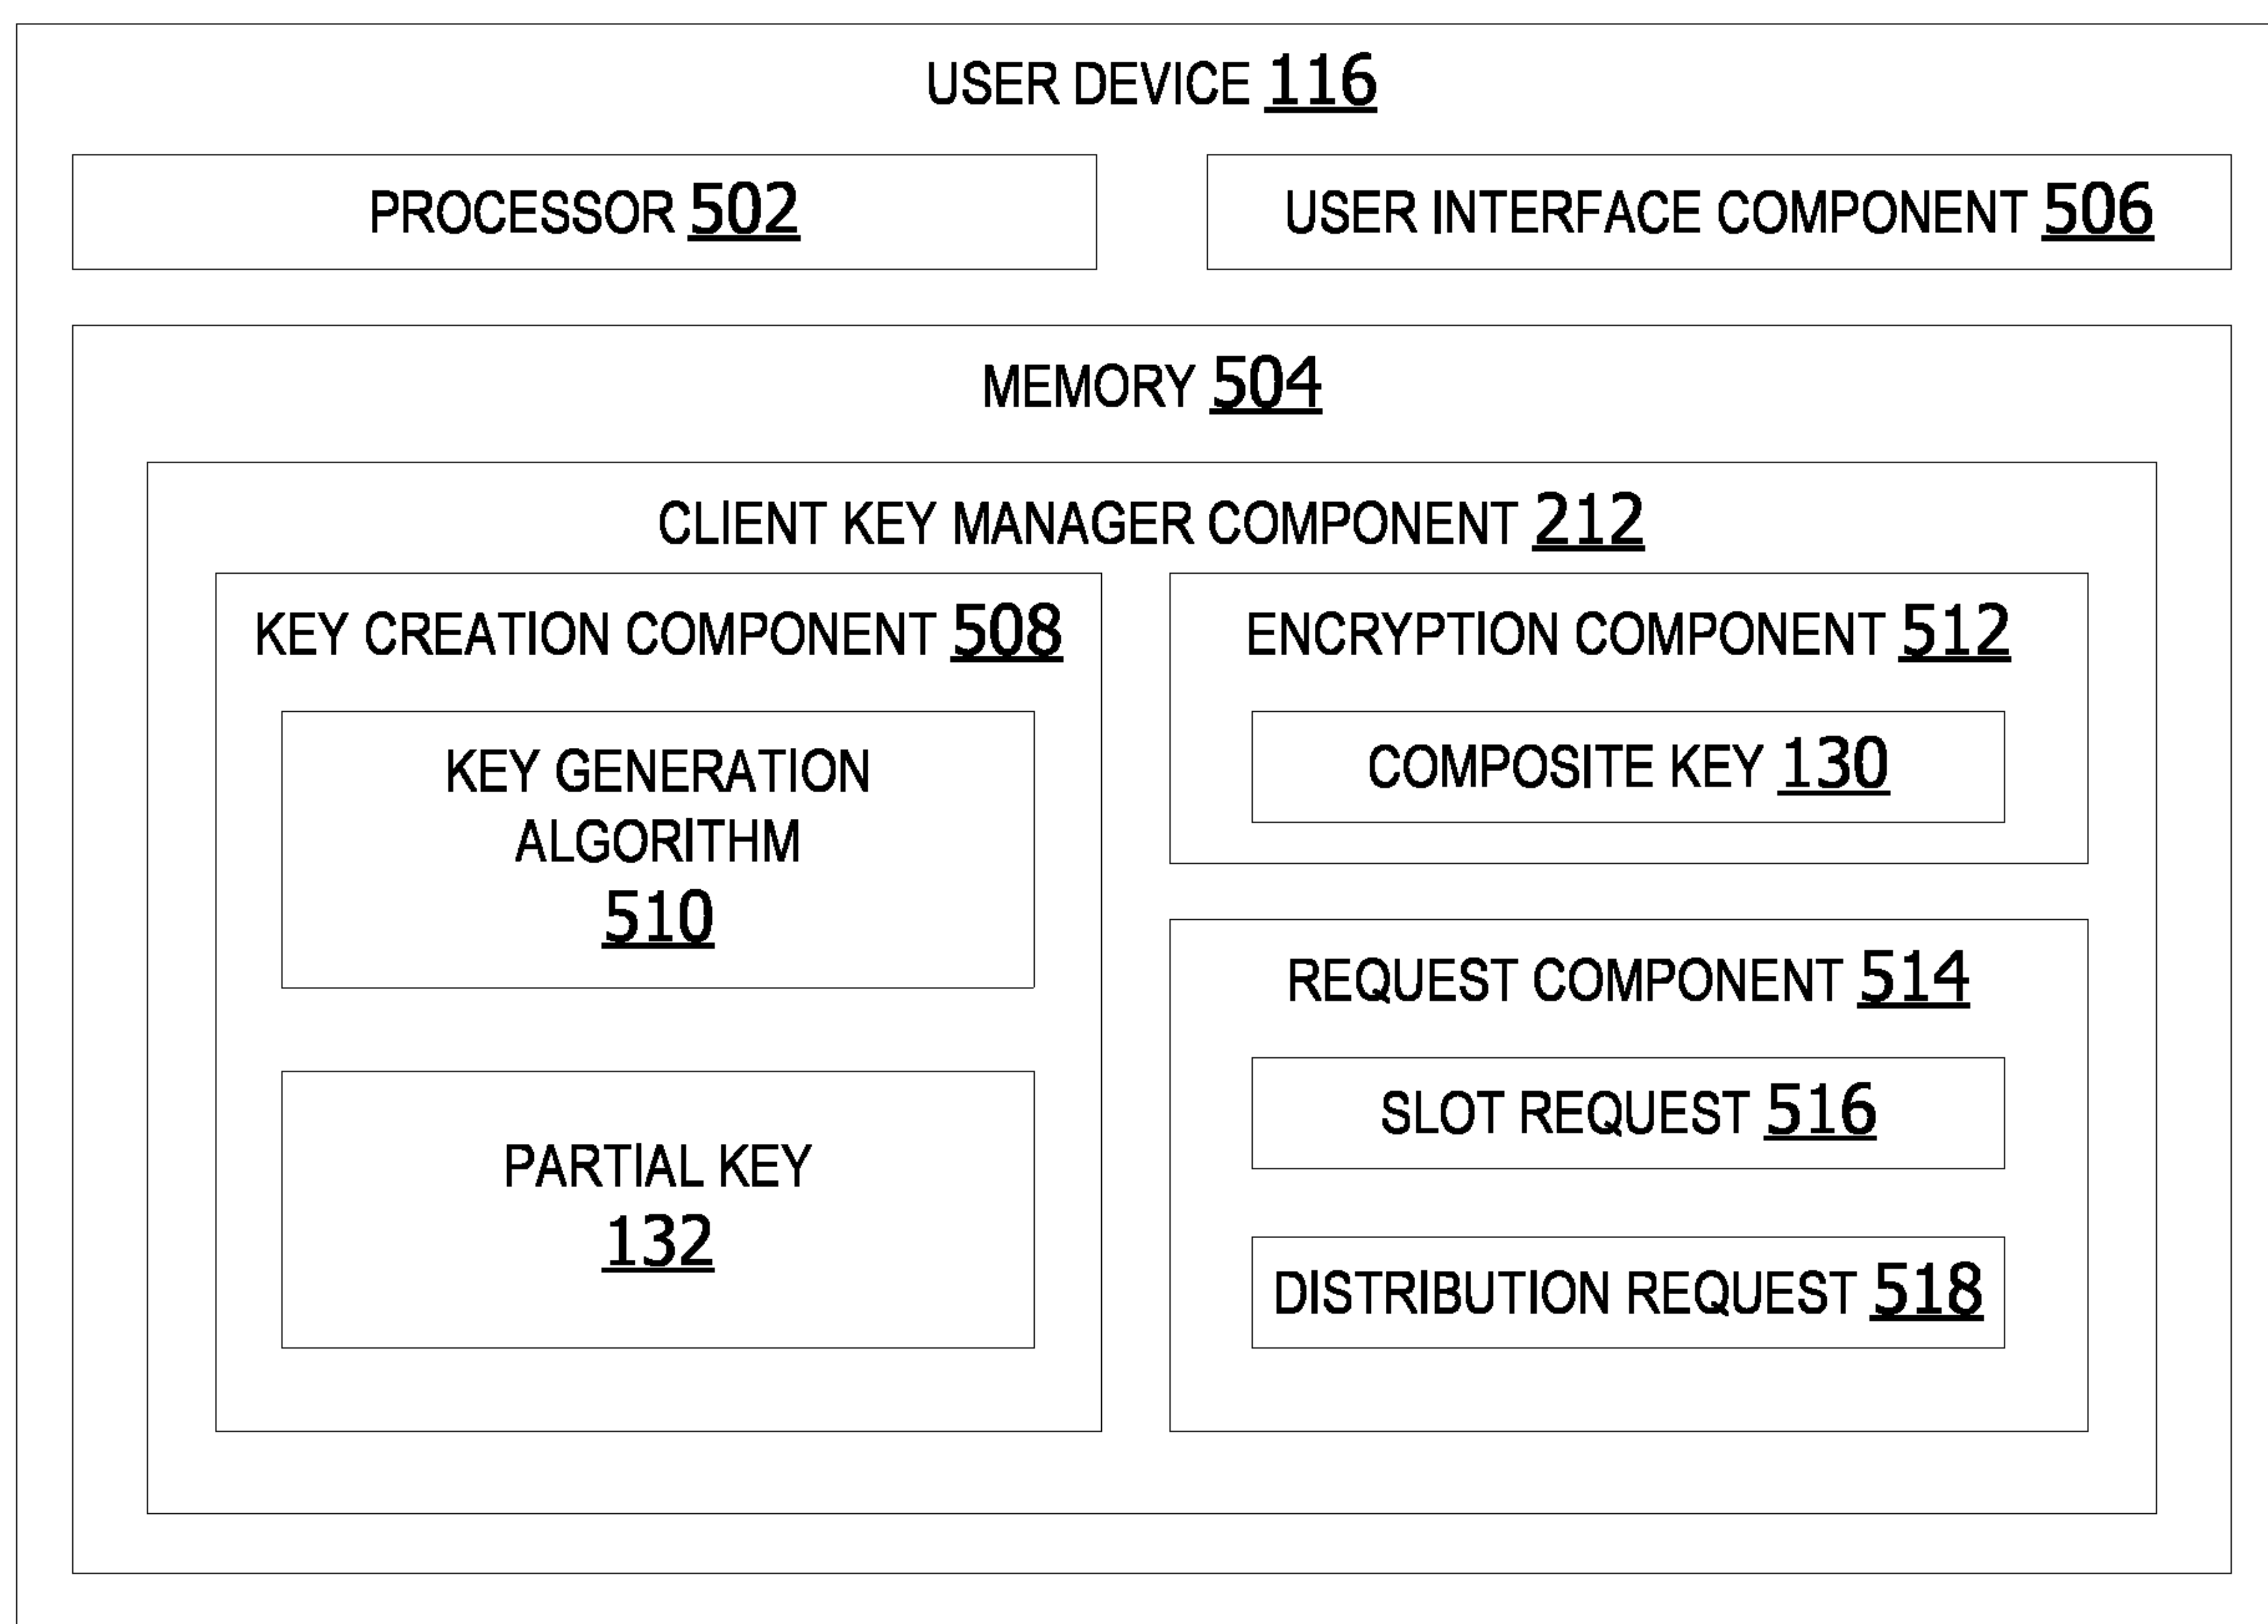 USER DEVICE 116
PROCESSOR 502
USER INTERFACE COMPONENT 506
MEMORY 504
CLIENT KEY MANAGER COMPONENT 212
KEY CREATION COMPONENT 508
KEY GENERATION
ALGORITHM
510
PARTIAL KEY
132
ENCRYPTION COMPONENT 512
COMPOSITE KEY 130
REQUEST COMPONENT 514
SLOT REQUEST 516
DISTRIBUTION REQUEST 518